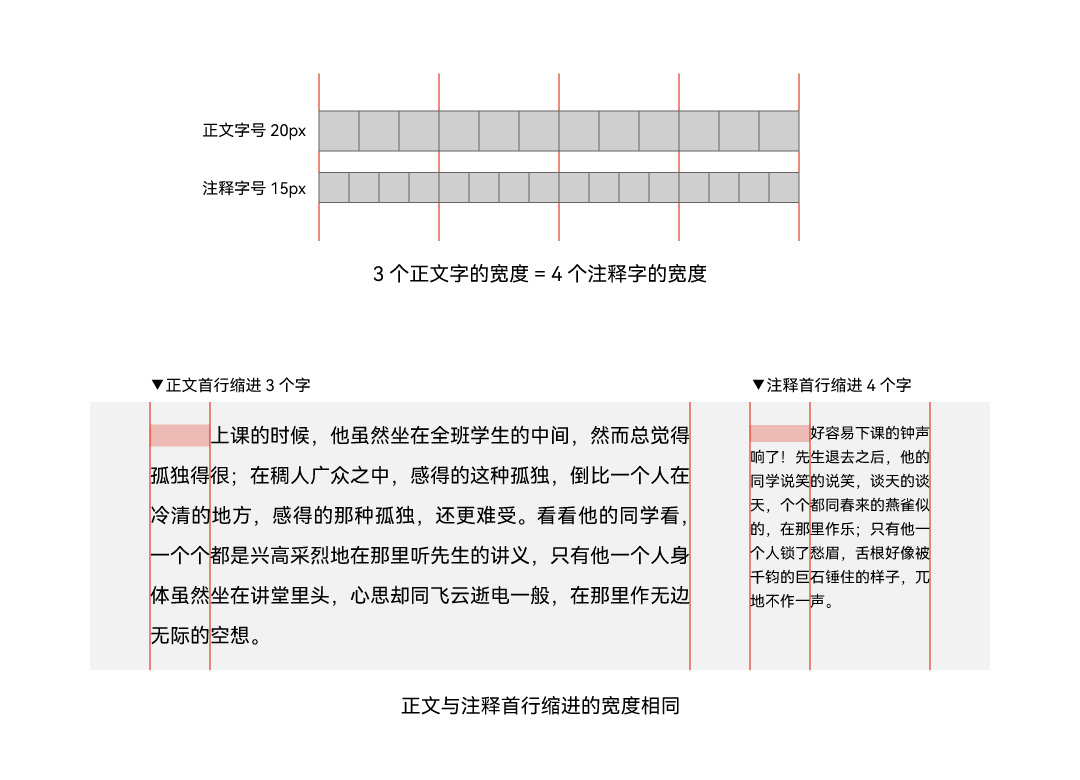 正文字号 20px
注释字号 15px
3 个正文字的宽度 = 4 个注释字的宽度
▼正文首行缩进 3 个字
上课的时候，他虽然坐在全班学生的中间，然而总觉得
孤独得很；在稠人广众之中，感得的这种孤独，倒比一个人在
冷清的地方，感得的那种孤独，还更难受。看看他的同学看，
一个个都是兴高采烈地在那里听先生的讲义，只有他一个人身
体虽然坐在讲堂里头，心思却同飞云逝电一般，在那里作无边
无际的空想。
▼注释首行缩进 4 个字
好容易下课的钟声
响了！先生退去之后，他的
同学说笑的说笑，谈天的谈
天，个个都同春来的燕雀似
的，在那里作乐；只有他一
个人锁了愁眉，舌根好像被
千钧的巨石锤住的样子，兀
地不作一声。
正文与注释首行缩进的宽度相同